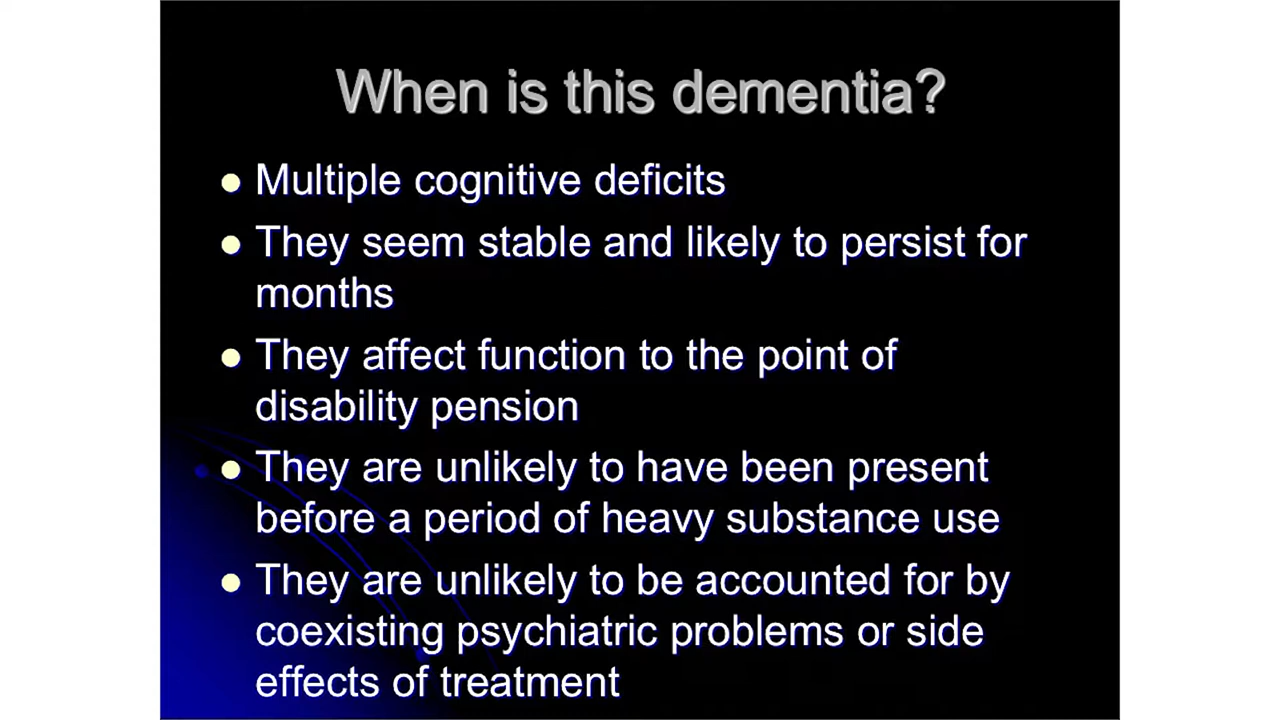 When is this dementia?
Multiple cognitive deficits
They seem stable and likely to persist for
months
They affect function to the point of
disability pension
They are unlikely to have been present
before a period of heavy substance use
They are unlikely to be accounted for by
coexisting psychiatric problems or side
effects of treatment